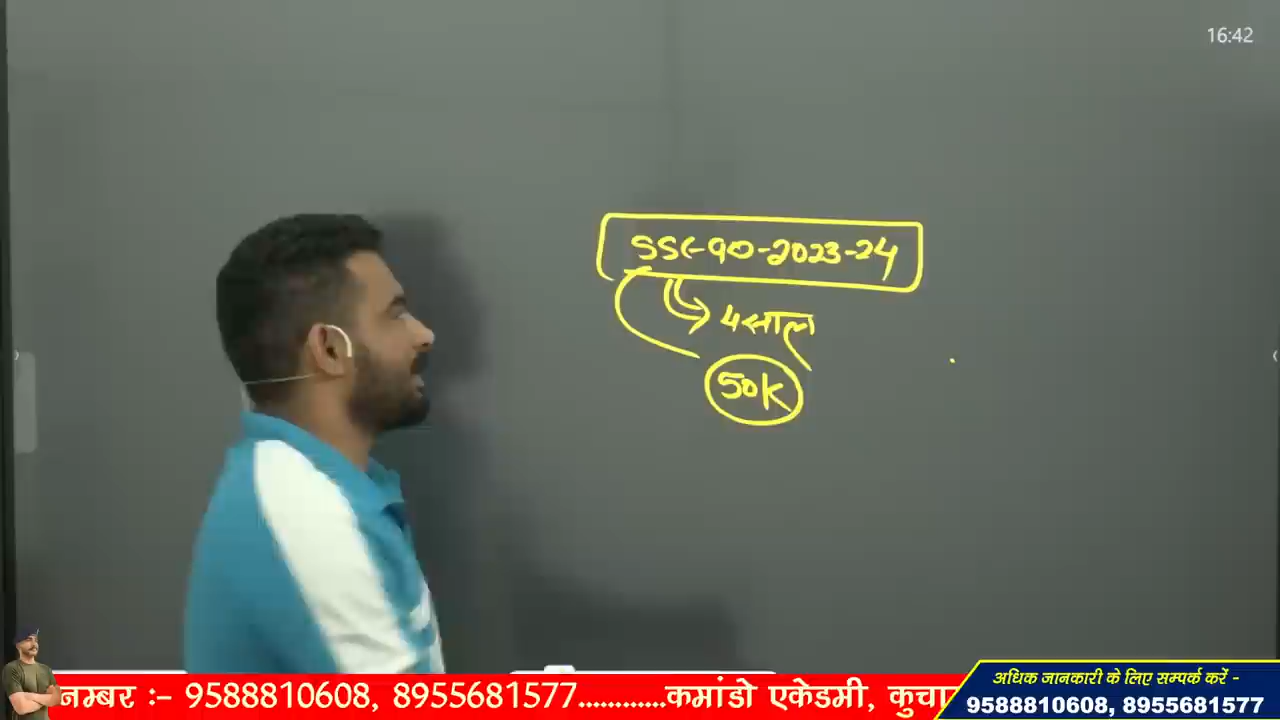 16:42
SSC-GD-2023-24
4 साल
50K
अधिक जानकारी के लिए सम्पर्क करें -
नम्बर :- 9588810608, 8955681577............कमांडो एकेडमी, कुचा
9588810608, 8955681577